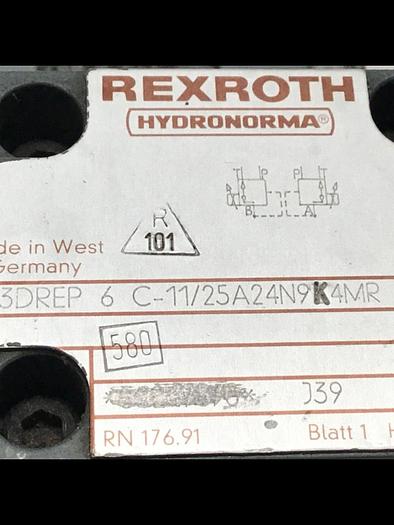 REXROTH
HYDRONORMA®
P P
B A
R
101
de in West
Germany
3DREP 6 C-11/25A24N9K4MR
580
J39
RN 176.91 Blatt 1 H